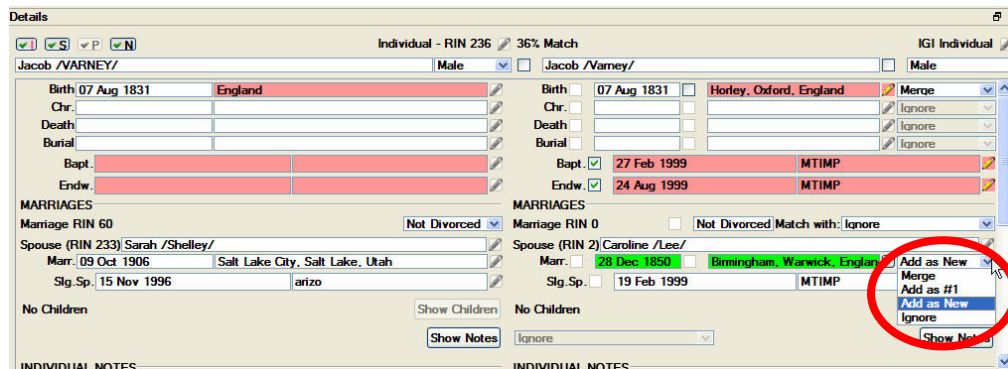 Details
I S P N Individual - RIN 236 36% Match IGI Individual
Jacob /VARNEY/ Male Jacob /Varney/ Male
Birth 07 Aug 1831 England Birth 07 Aug 1831 Horley, Oxford, England Merge
Chr. Chr. Ignore
Death Death Ignore
Burial Burial Ignore
Bapt. Bapt. 27 Feb 1999 MTIMP
Endw. Endw. 24 Aug 1999 MTIMP
MARRIAGES MARRIAGES
Marriage RIN 60 Not Divorced Marriage RIN 0 Not Divorced Match with: Ignore
Spouse (RIN 233) Sarah /Shelley/ Spouse (RIN 2) Caroline /Lee/
Marr. 09 Oct 1906 Salt Lake City, Salt Lake, Utah Marr. 28 Dec 1850 Birmingham, Warwick, Englan Add as New
Merge
Slg.Sp. 15 Nov 1996 arizo Slg.Sp. 19 Feb 1999 MTIMP Add as #1
Add as New
No Children Show Children No Children Ignore
Show Notes Ignore Show Notes
INDIVIDUAL NOTES INDIVIDUAL NOTES